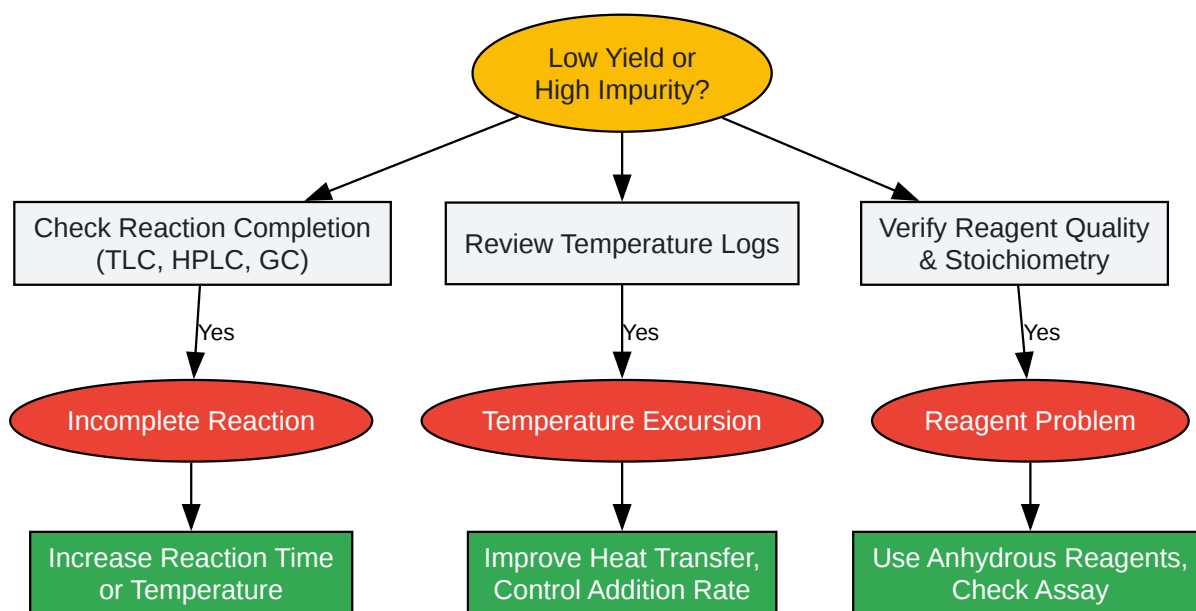 Low Yield or
High Impurity?
Check Reaction Completion
(TLC, HPLC, GC)
Review Temperature Logs
Verify Reagent Quality
& Stoichiometry
Yes
Yes
Yes
Incomplete Reaction
Temperature Excursion
Reagent Problem
Increase Reaction Time
or Temperature
Improve Heat Transfer,
Control Addition Rate
Use Anhydrous Reagents,
Check Assay